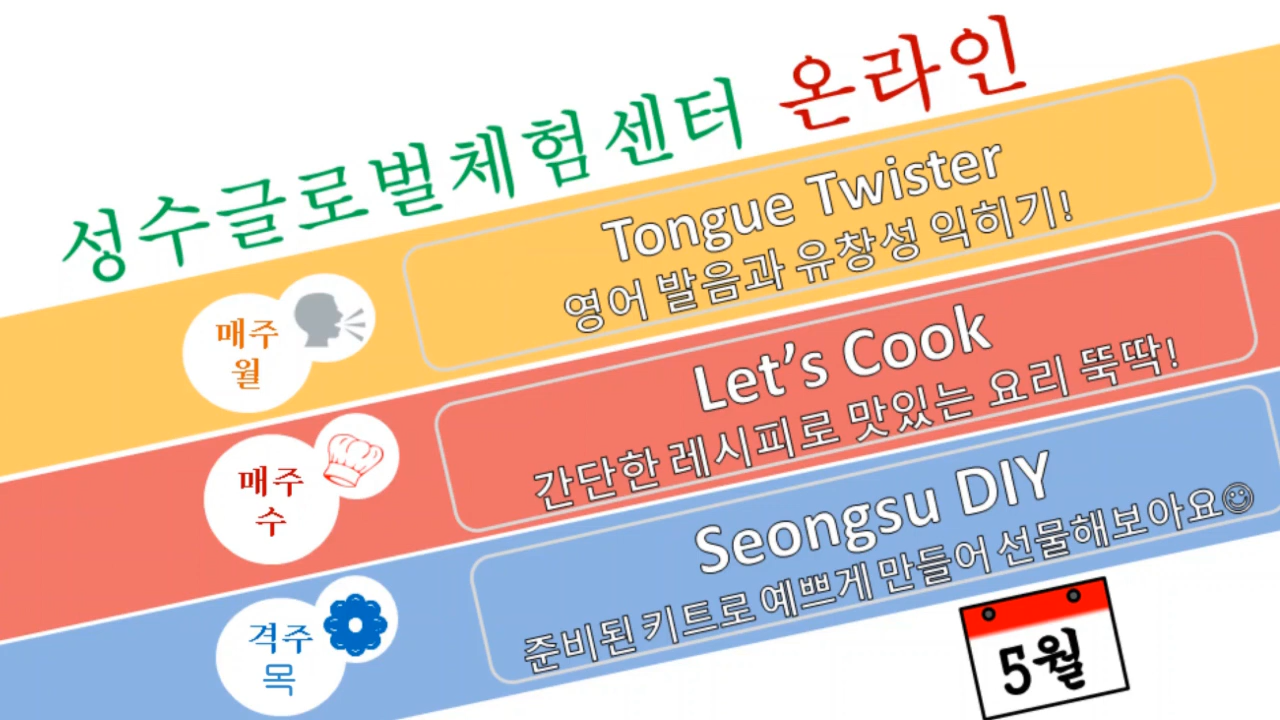 성수글로벌체험센터 온라인
매주
월
Tongue Twister
영어 발음과 유창성 익히기!
매주
수
Let's Cook
간단한 레시피로 맛있는 요리 뚝딱!
격주
목
Seongsu DIY
준비된 키트로 예쁘게 만들어 선물해보아요☺
5월